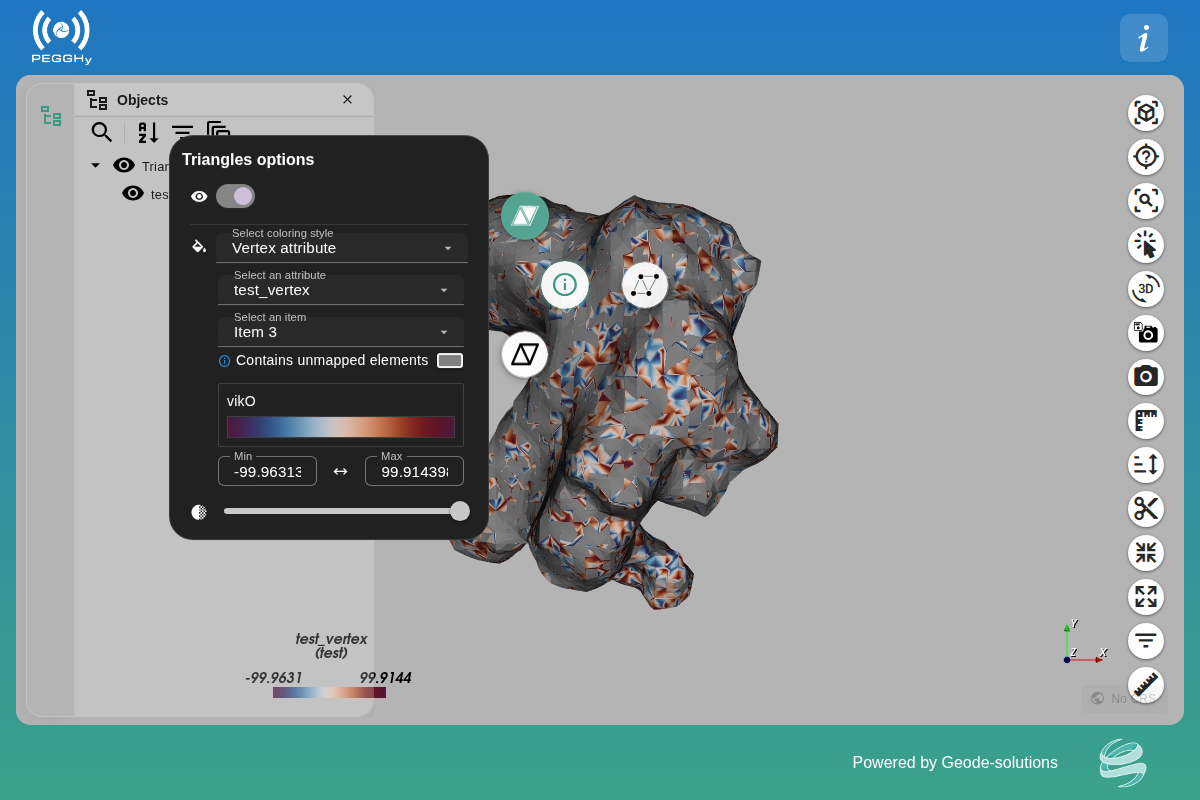 PEGGHy
i
Objects
A
Z
Trian
tes
Triangles options
Select coloring style
Vertex attribute
Select an attribute
test_vertex
Select an item
Item 3
Contains unmapped elements
vikO
Min
-99.96313
Max
99.914398
test_vertex
(test)
-99.9631
99.9144
3D
Y
Z
X
No CRS
Powered by Geode-solutions